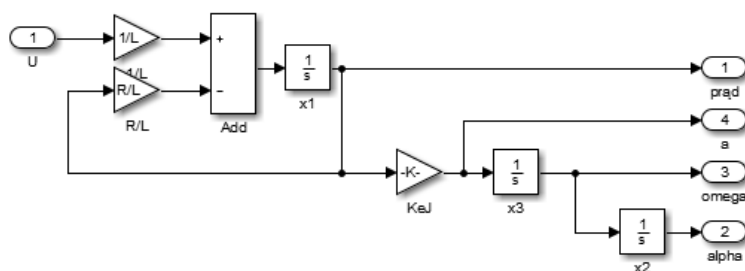 1
U
1/L
1/L
R/L
R/L
+
−
Add
1
s
x1
1
prąd
4
a
-K-
KeJ
1
s
x3
3
omega
1
s
x2
2
alpha